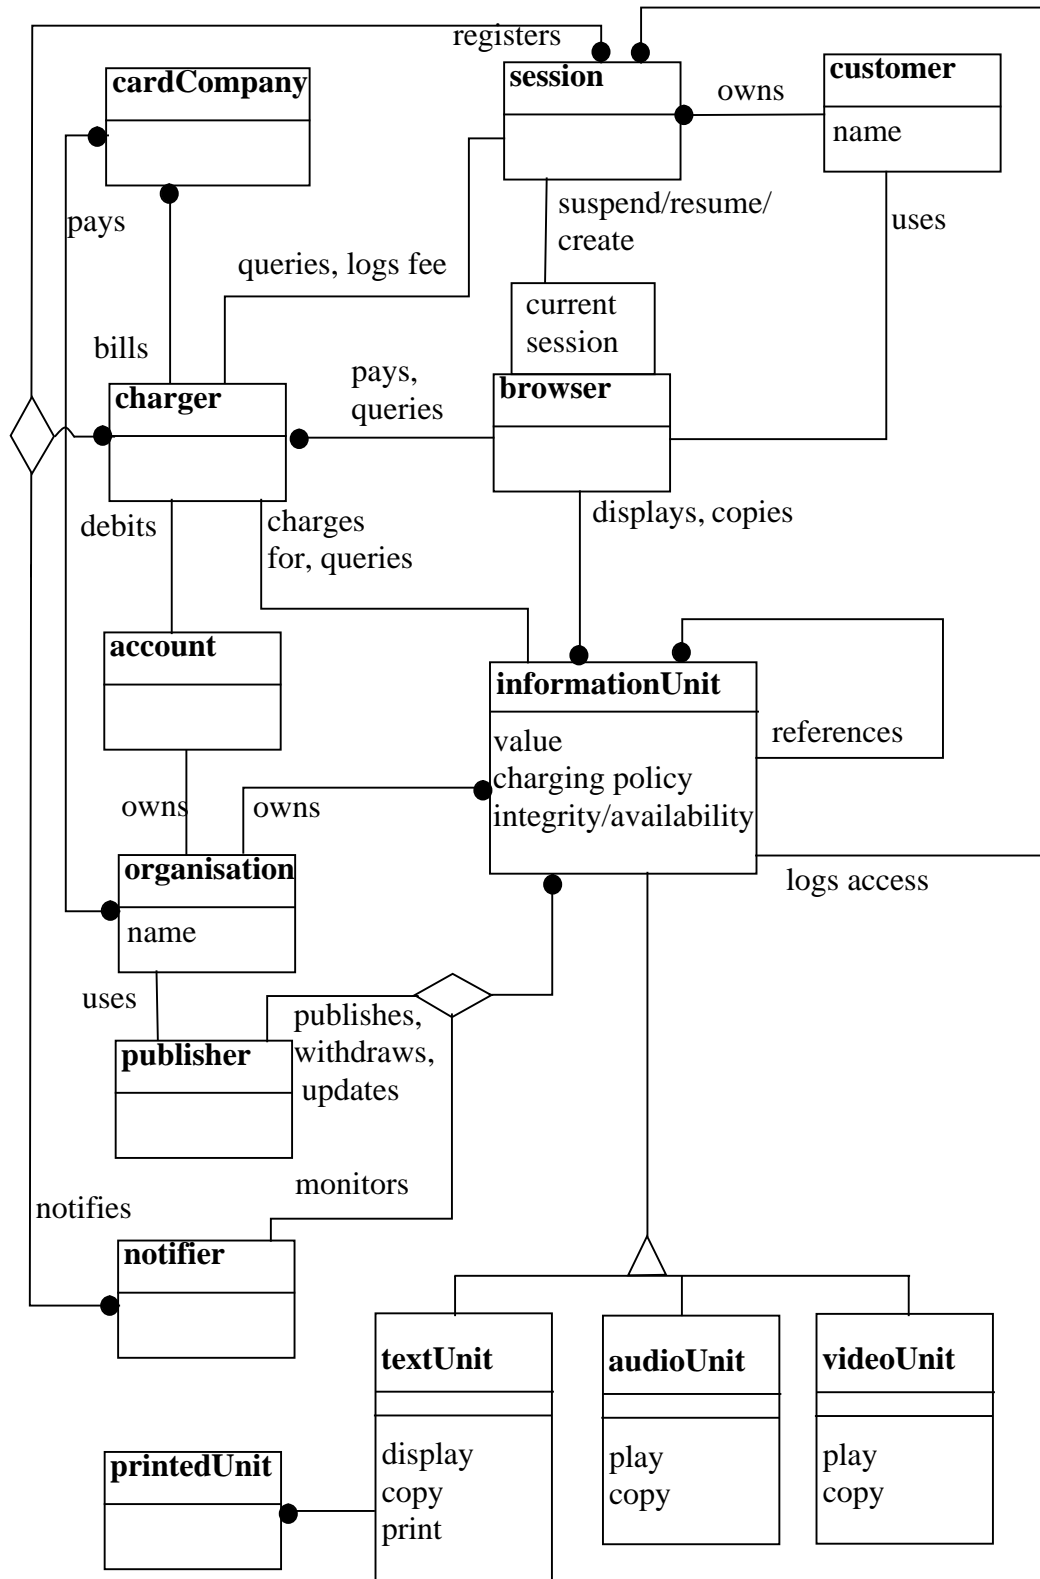 registers
session
customer
cardCompany
owns
name
pays
suspend/resume/
create
uses
queries, logs fee
current
session
bills
pays,
queries
charger
browser
debits
charges
for, queries
displays, copies
account
informationUnit
references
value
charging policy
integrity/availability
owns
owns
organisation
logs access
name
uses
publishes,
withdraws,
updates
publisher
monitors
notifies
notifier
textUnit
audioUnit
videoUnit
display
copy
print
play
copy
play
copy
printedUnit